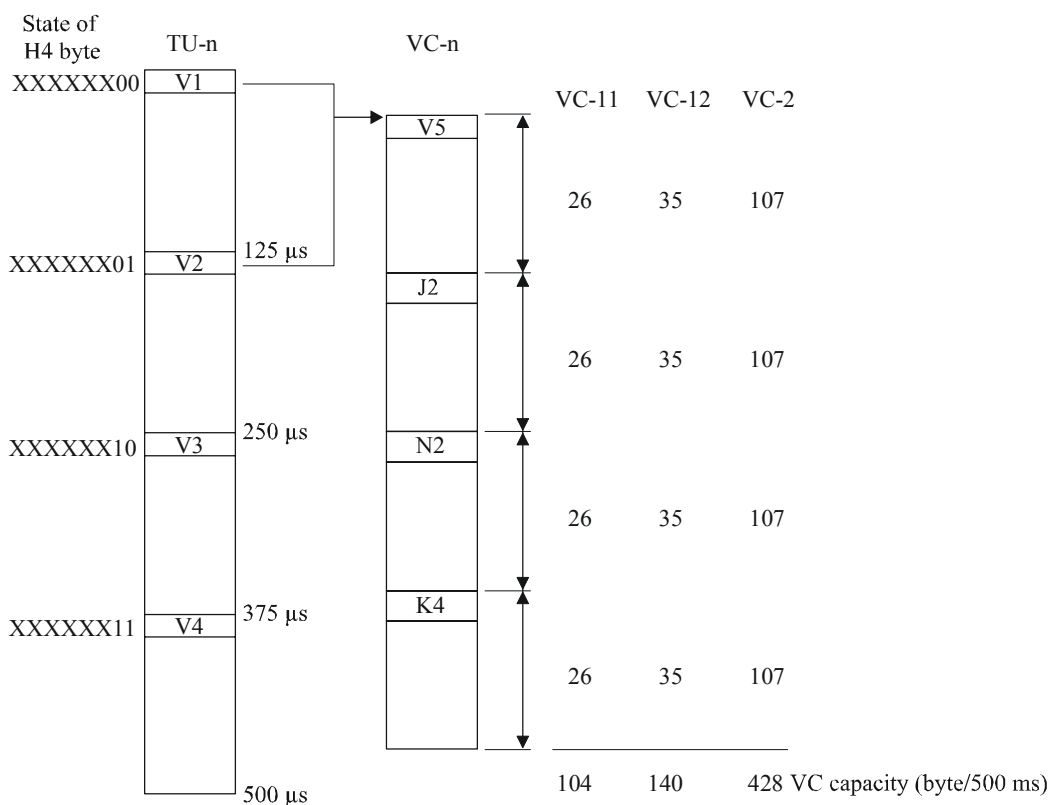 State of
H4 byte
TU-n
VC-n
XXXXXX00
V1
VC-11 VC-12 VC-2
V5
26 35 107
125 µs
XXXXXX01
V2
J2
26 35 107
250 µs
XXXXXX10
V3
N2
26 35 107
375 µs
K4
XXXXXX11
V4
26 35 107
500 µs
104 140 428 VC capacity (byte/500 ms)